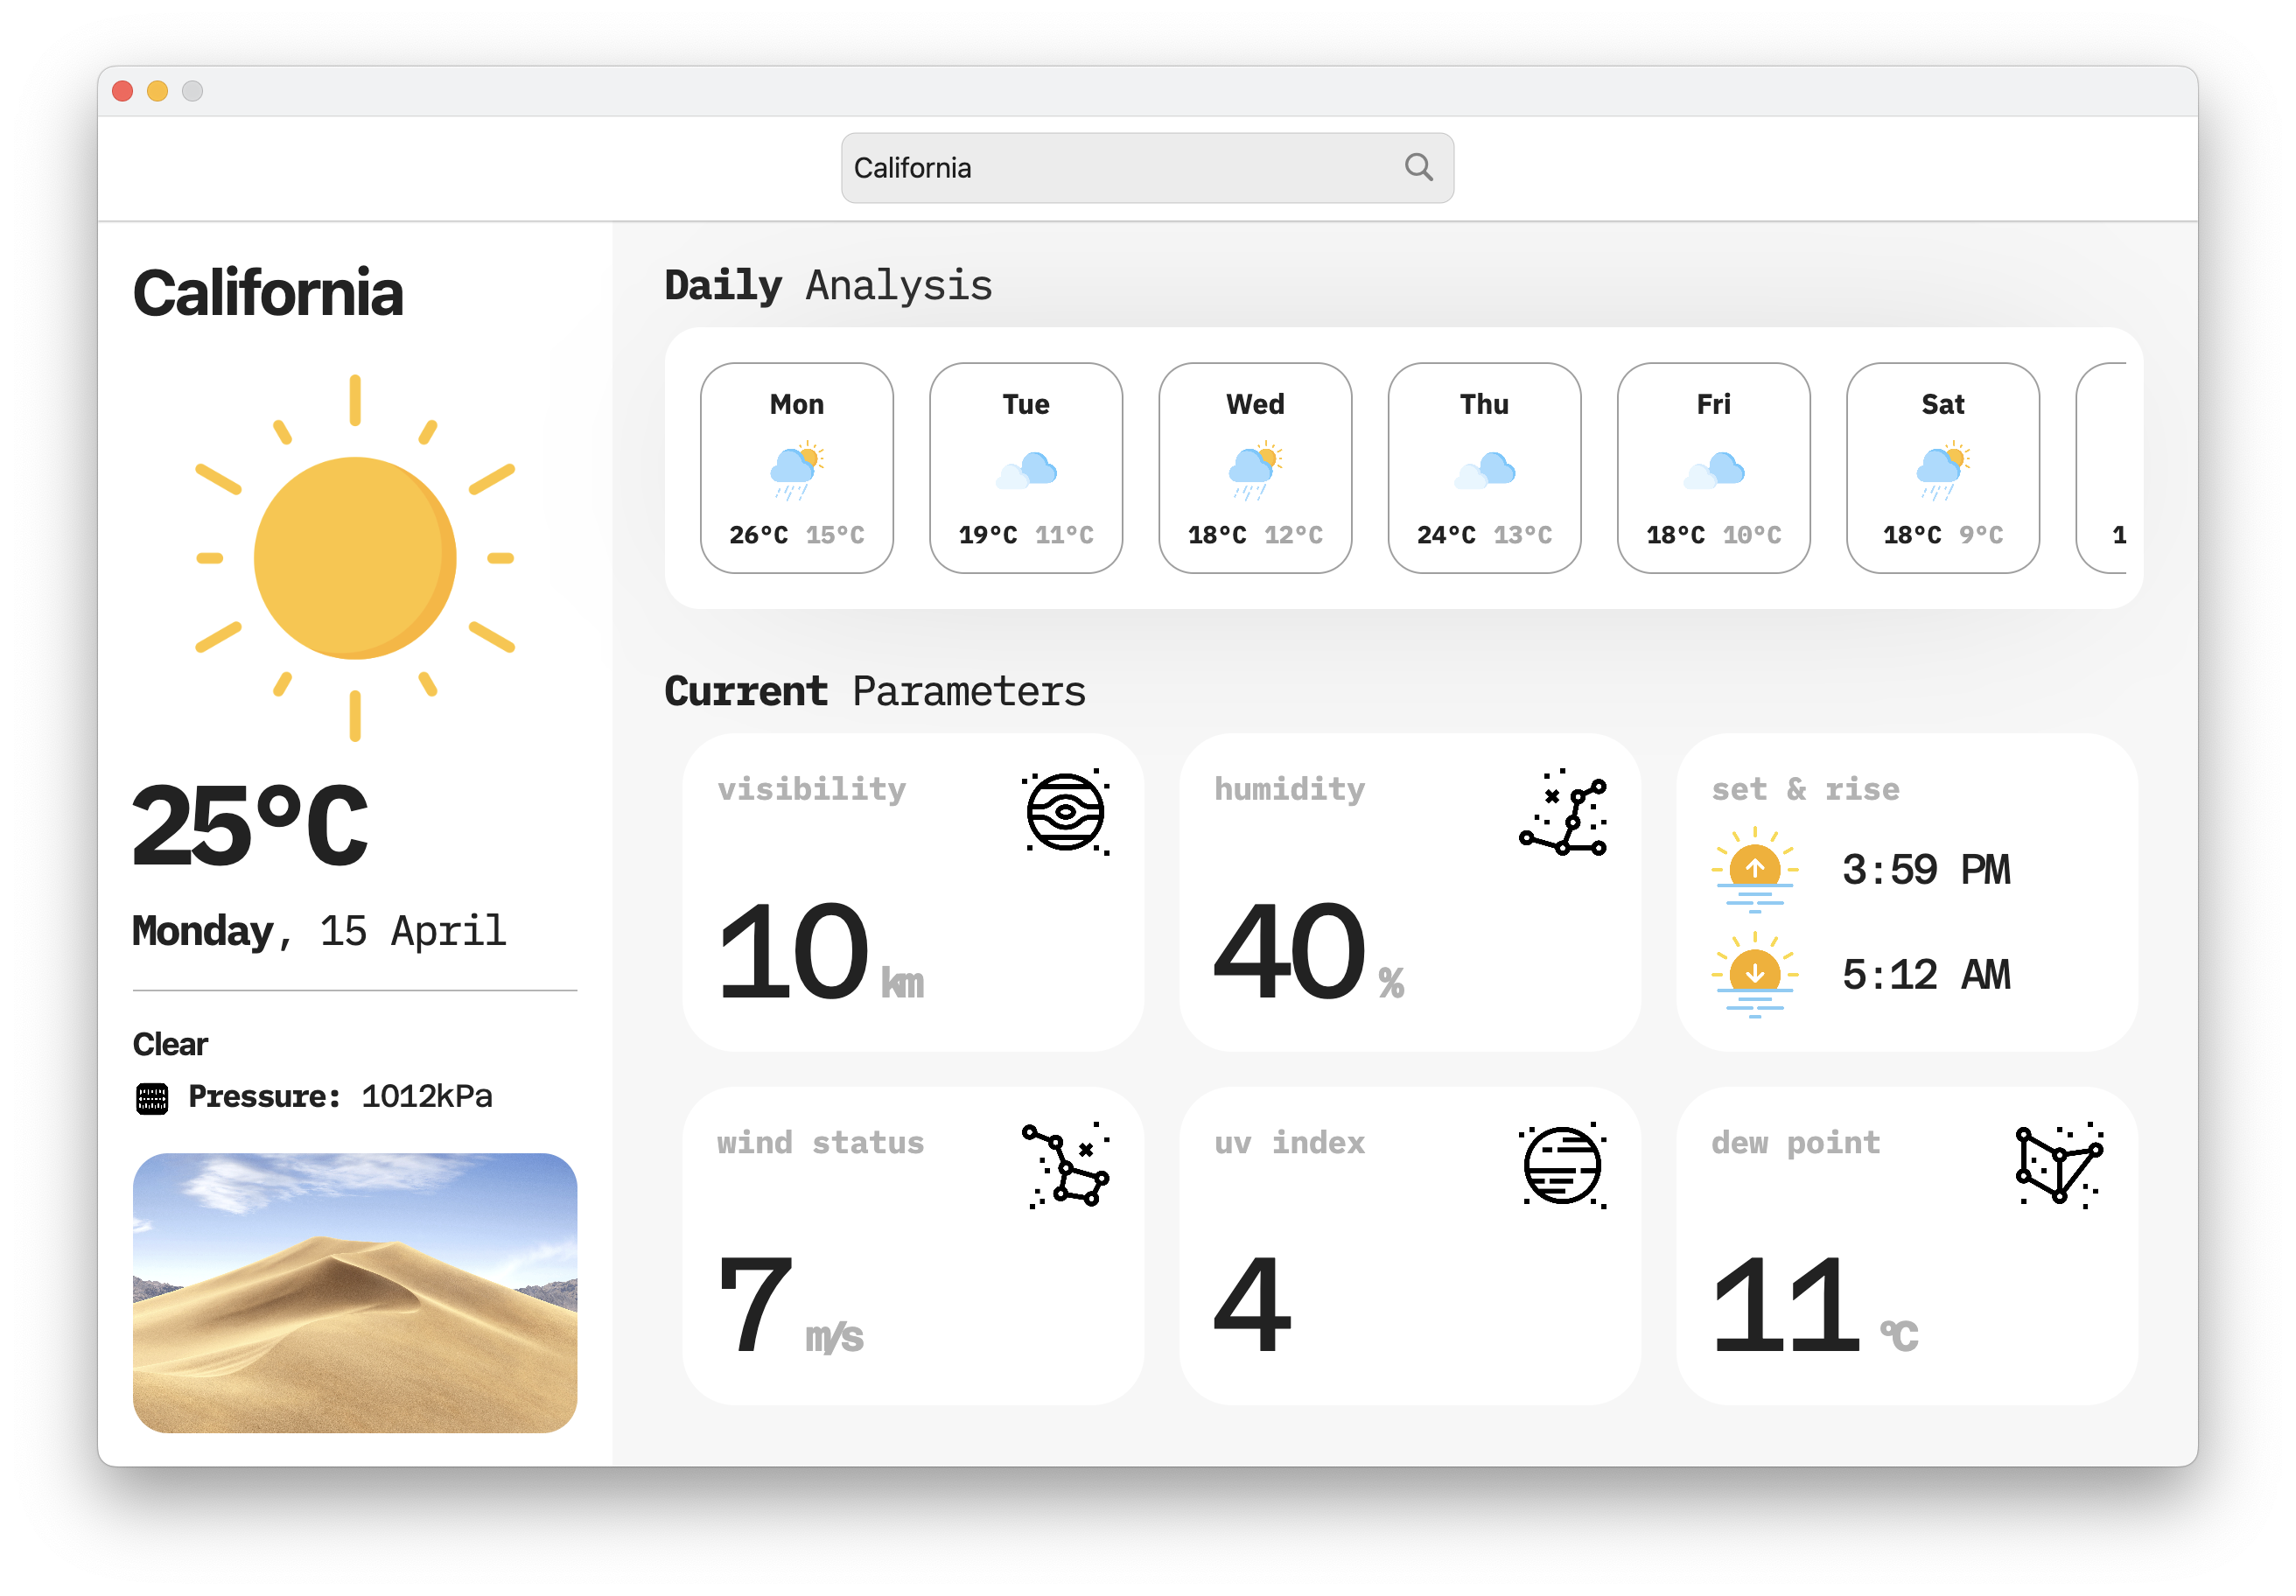 California
California
25°C
Monday, 15 April
Clear
Pressure: 1012kPa
Daily Analysis
Mon
26°C 15°C
Tue
19°C 11°C
Wed
18°C 12°C
Thu
24°C 13°C
Fri
18°C 10°C
Sat
18°C 9°C
1
Current Parameters
visibility
10 km
humidity
40 %
set & rise
3:59 PM
5:12 AM
wind status
7 m/s
uv index
4
dew point
11 °C